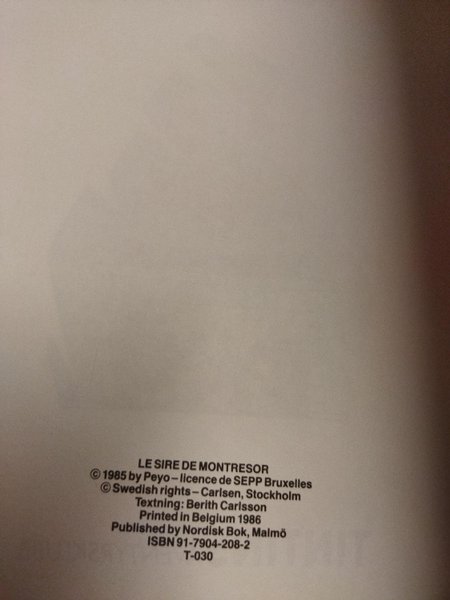 LE SIRE DE MONTRESOR
© 1985 by Peyo – licence de SEPP Bruxelles
© Swedish rights – Carlsen, Stockholm
Textning: Berith Carlsson
Printed in Belgium 1986
Published by Nordisk Bok, Malmö
ISBN 91-7904-208-2
T-030